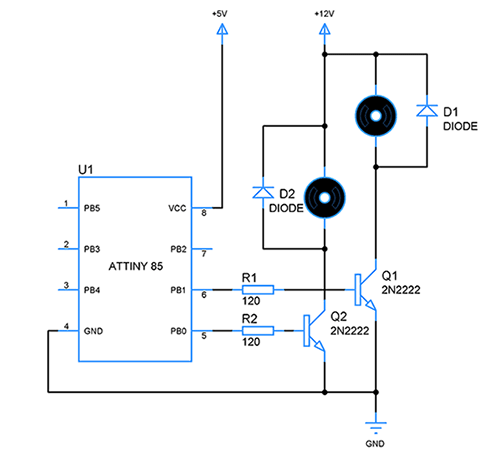 +5V
+12V
D1
DIODE
U1
D2
DIODE
1 PB5 VCC 8
2 PB3 PB2 7
ATTINY 85
3 PB4 PB1 6
4 GND PB0 5
R1
120
R2
120
Q1
2N2222
Q2
2N2222
GND